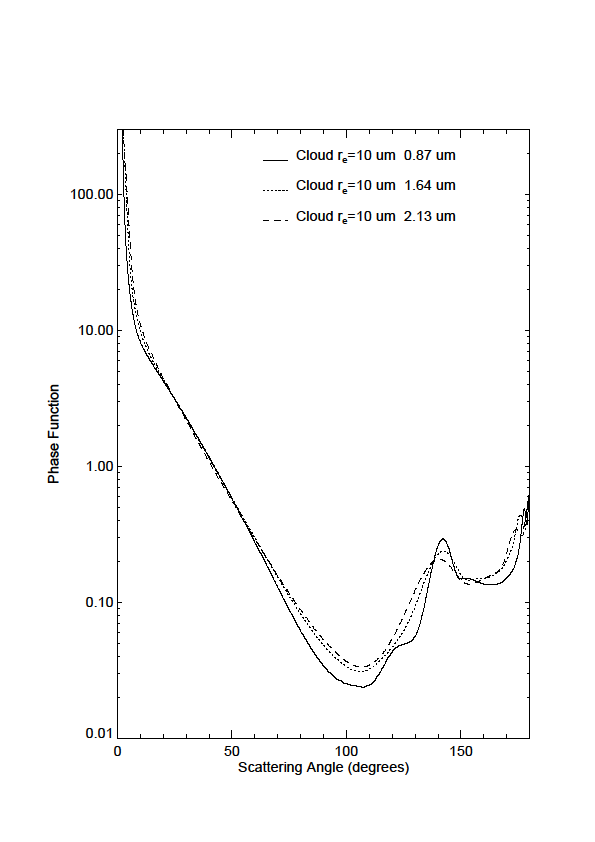 Cloud re=10 um 0.87 um
Cloud re=10 um 1.64 um
Cloud re=10 um 2.13 um
100.00
10.00
1.00
0.10
0.01
Phase Function
0 50 100 150
Scattering Angle (degrees)